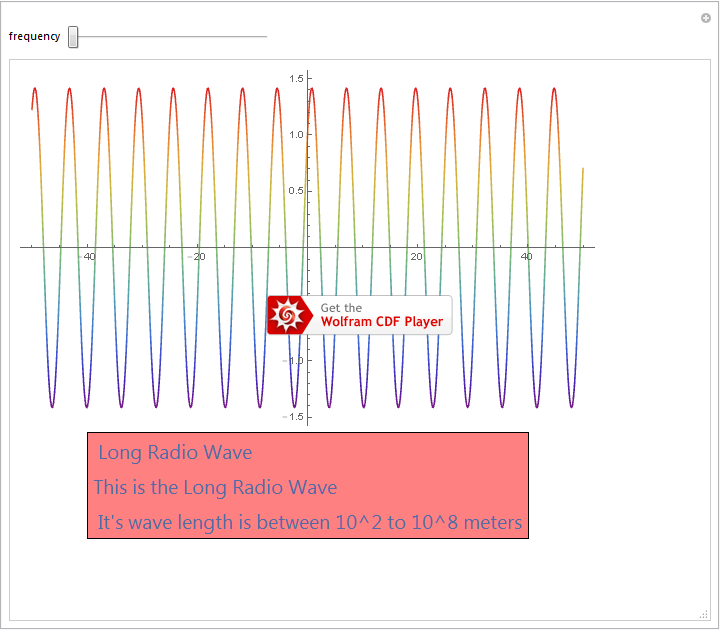 frequency
1.5
1.0
0.5
-40 -20 20 40
Get the
Wolfram CDF Player
-1.0
-1.5
Long Radio Wave
This is the Long Radio Wave
It's wave length is between 10^2 to 10^8 meters